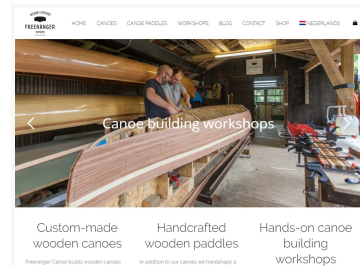 FREERANGER
CANOE
HOME CANOES CANOE PADDLES WORKSHOPS BLOG CONTACT SHOP NEDERLANDS
Canoe building workshops
Custom-made
wooden canoes
Handcrafted
wooden paddles
Hands-on canoe
building
workshops
Freeranger Canoe builds wooden canoes
In addition to our canoes we handshape a